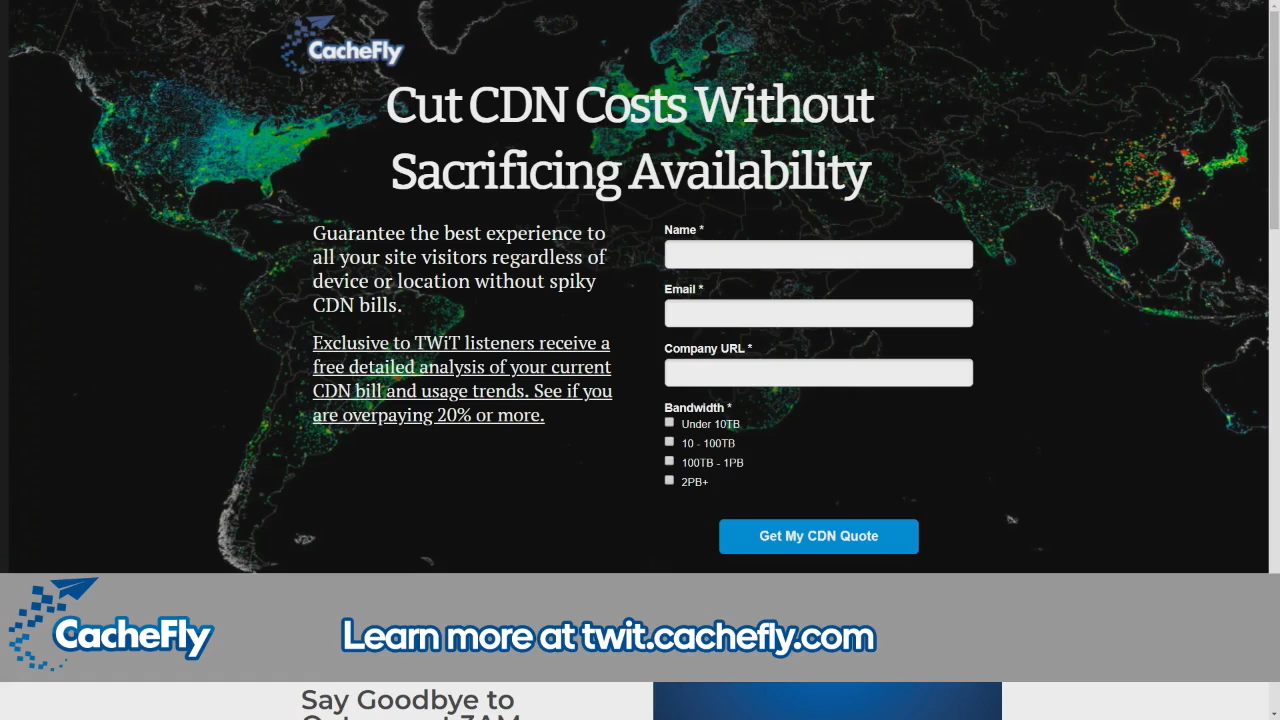 CacheFly
Cut CDN Costs Without
Sacrificing Availability
Guarantee the best experience to
all your site visitors regardless of
device or location without spiky
CDN bills.
Exclusive to TWiT listeners receive a
free detailed analysis of your current
CDN bill and usage trends. See if you
are overpaying 20% or more.
Name *
Email *
Company URL *
Bandwidth *
Under 10TB
10 - 100TB
100TB - 1PB
2PB+
Get My CDN Quote
CacheFly
Learn more at twit.cachefly.com
Say Goodbye to